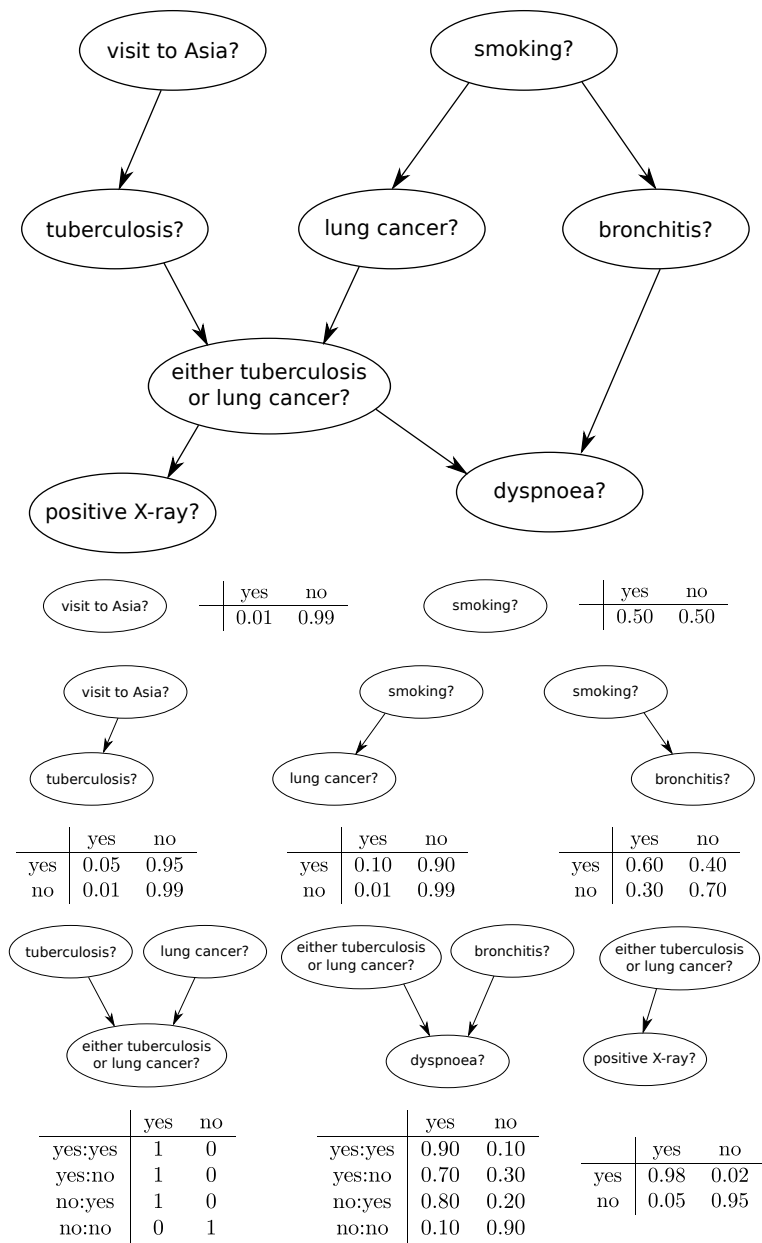 visit to Asia?
smoking?
tuberculosis?
lung cancer?
bronchitis?
either tuberculosis
or lung cancer?
positive X-ray?
dyspnoea?
visit to Asia?
yes no
0.01 0.99
smoking?
yes no
0.50 0.50
visit to Asia?
tuberculosis?
yes no
yes 0.05 0.95
no 0.01 0.99
smoking?
lung cancer?
yes no
yes 0.10 0.90
no 0.01 0.99
smoking?
bronchitis?
yes no
yes 0.60 0.40
no 0.30 0.70
tuberculosis?
lung cancer?
either tuberculosis
or lung cancer?
yes no
yes:yes 1 0
yes:no 1 0
no:yes 1 0
no:no 0 1
either tuberculosis
or lung cancer?
bronchitis?
dyspnoea?
yes no
yes:yes 0.90 0.10
yes:no 0.70 0.30
no:yes 0.80 0.20
no:no 0.10 0.90
either tuberculosis
or lung cancer?
positive X-ray?
yes no
yes 0.98 0.02
no 0.05 0.95